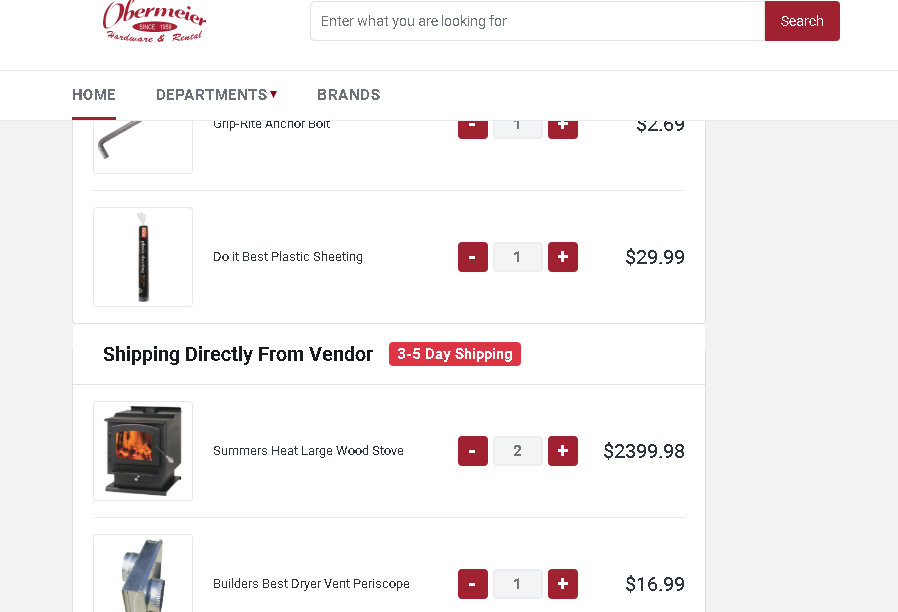 Obermeier
SINCE 1959
Hardware & Rental
Enter what you are looking for
Search
HOME
DEPARTMENTS▾
BRANDS
Grip-Rite Anchor Bolt
-
1
+
$2.69
Do it Best Plastic Sheeting
-
1
+
$29.99
Shipping Directly From Vendor
3-5 Day Shipping
Summers Heat Large Wood Stove
-
2
+
$2399.98
Builders Best Dryer Vent Periscope
-
1
+
$16.99